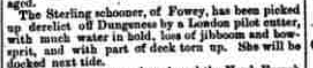 aged.
The Sterling schooner, of Fowey, has been picked
up derelict off Dungeness by a London pilot cutter,
with much water in hold, loss of jibboom and bow-
sprit, and with part of deck torn up. She will be
docked next tide.